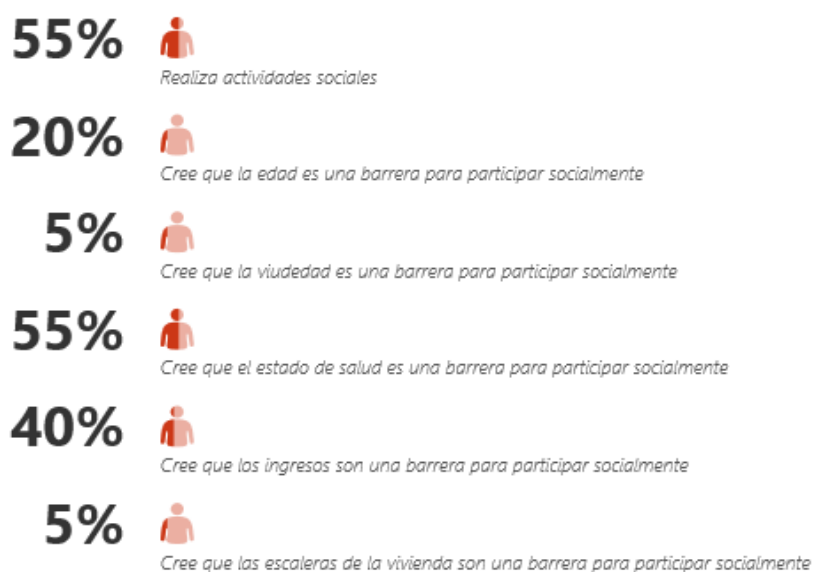 55%
Realiza actividades sociales
20%
Cree que la edad es una barrera para participar socialmente
5%
Cree que la viudedad es una barrera para participar socialmente
55%
Cree que el estado de salud es una barrera para participar socialmente
40%
Cree que los ingresos son una barrera para participar socialmente
5%
Cree que las escaleras de la vivienda son una barrera para participar socialmente